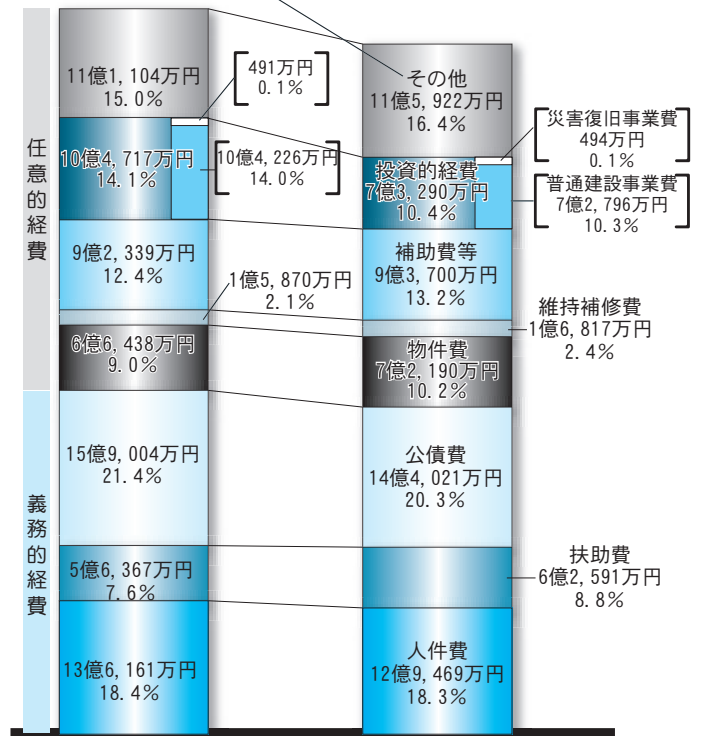 任意的経費
義務的経費
11億1,104万円
15.0%
491万円
0.1%
10億4,717万円
14.1%
10億4,226万円
14.0%
9億2,339万円
12.4%
1億5,870万円
2.1%
6億6,438万円
9.0%
15億9,004万円
21.4%
5億6,367万円
7.6%
13億6,161万円
18.4%
その他
11億5,922万円
16.4%
災害復旧事業費
494万円
0.1%
投資的経費
7億3,290万円
10.4%
普通建設事業費
7億2,796万円
10.3%
補助費等
9億3,700万円
13.2%
維持補修費
1億6,817万円
2.4%
物件費
7億2,190万円
10.2%
公債費
14億4,021万円
20.3%
扶助費
6億2,591万円
8.8%
人件費
12億9,469万円
18.3%